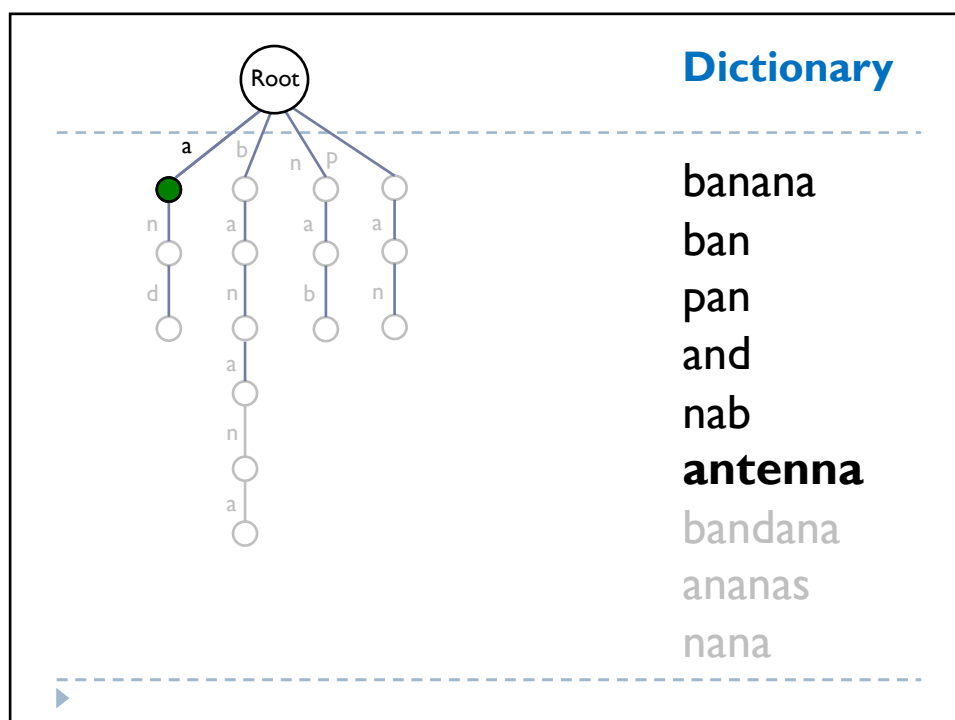 Root
Dictionary
a
b
n
p
n
a
a
a
d
n
b
n
a
n
a
banana
ban
pan
and
nab
antenna
bandana
ananas
nana